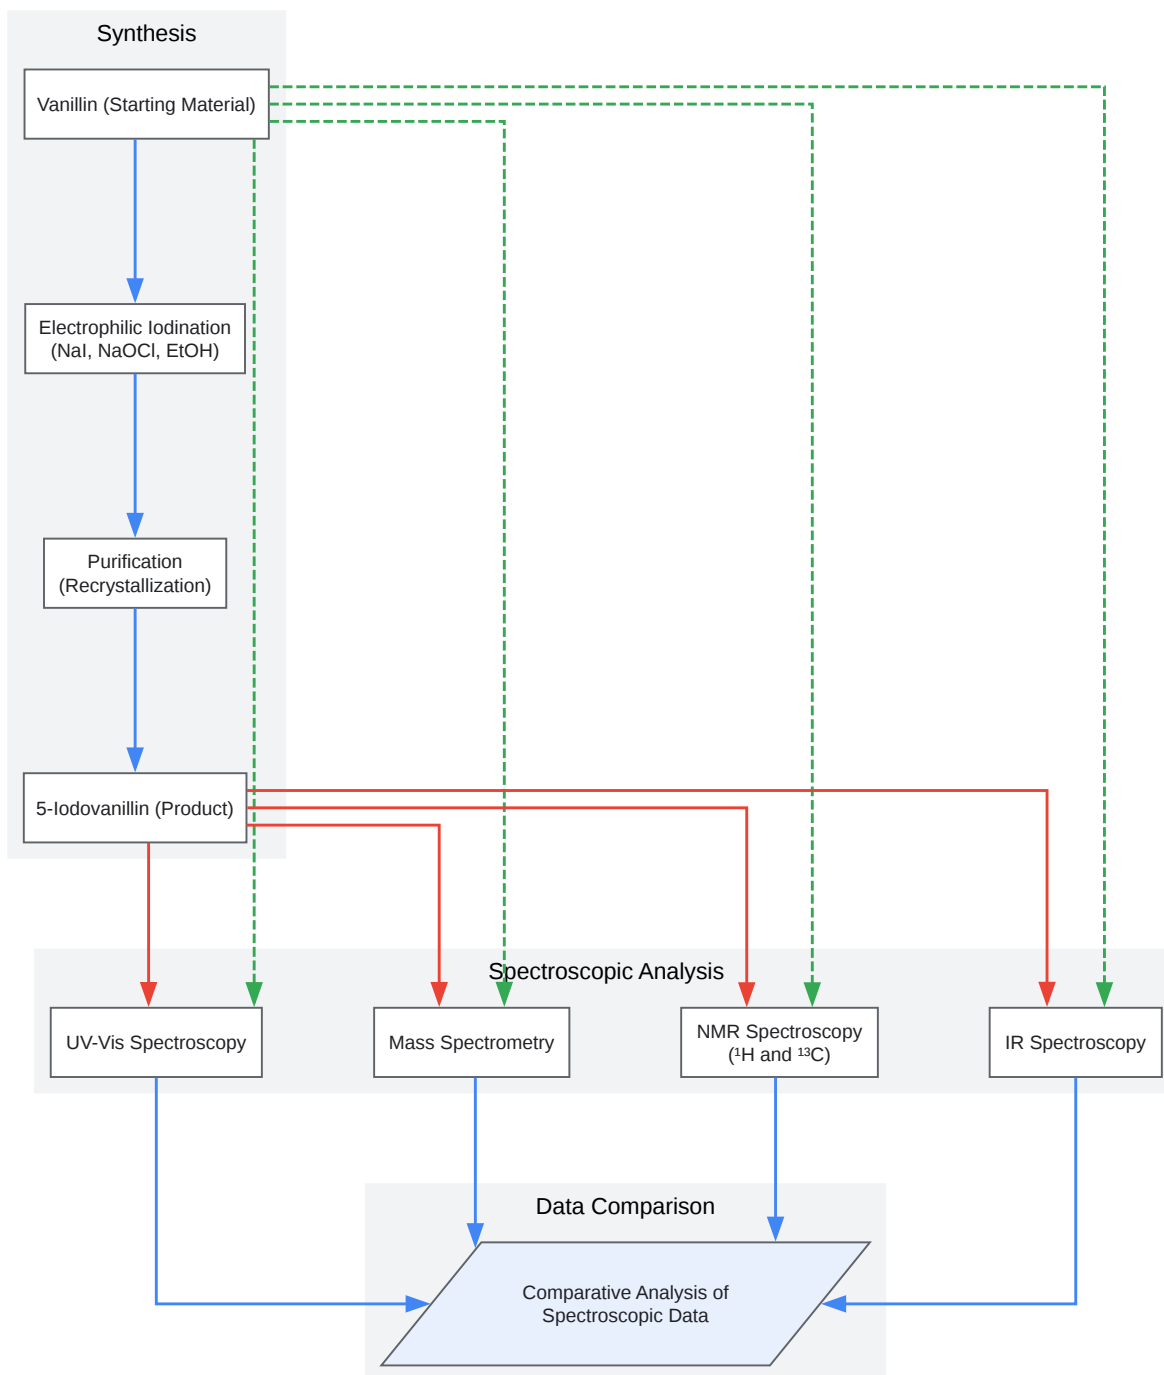 Synthesis
Vanillin (Starting Material)
Electrophilic Iodination
(NaI, NaOCl, EtOH)
Purification
(Recrystallization)
5-Iodovanillin (Product)
Spectroscopic Analysis
UV-Vis Spectroscopy
Mass Spectrometry
NMR Spectroscopy
(¹H and ¹³C)
IR Spectroscopy
Data Comparison
Comparative Analysis of
Spectroscopic Data